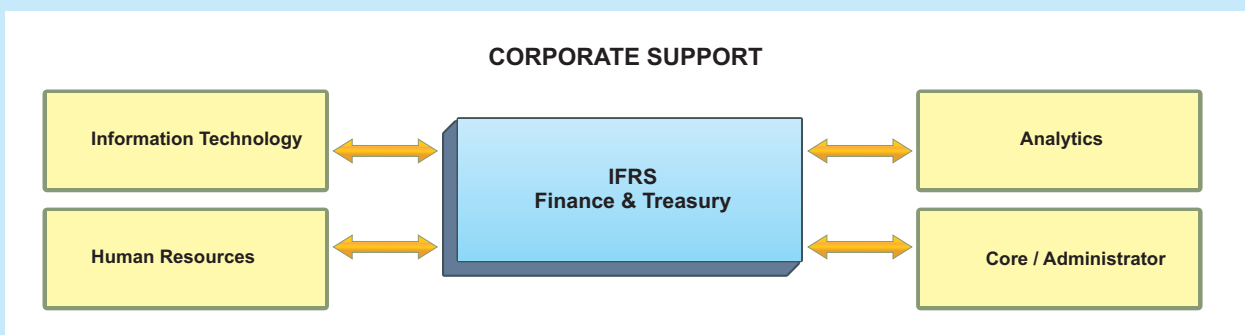 CORPORATE SUPPORT
Information Technology
Human Resources
IFRS
Finance & Treasury
Analytics
Core / Administrator